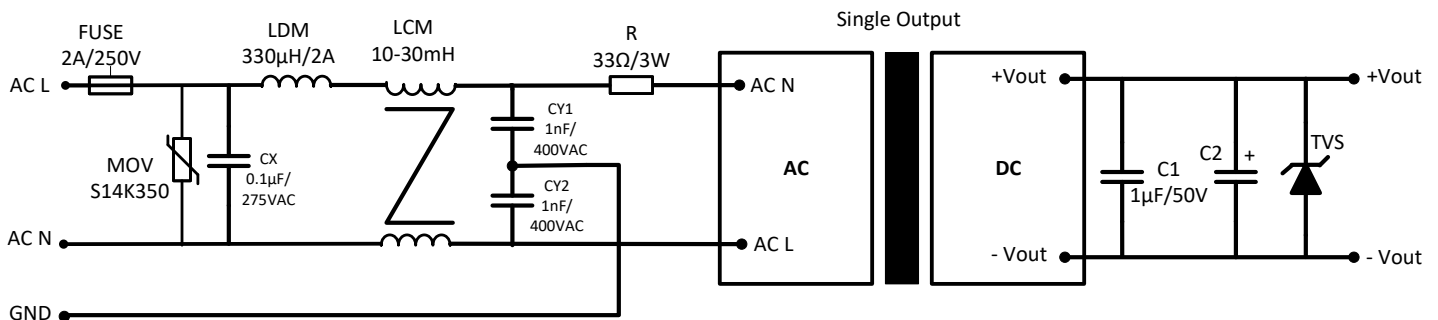 Single Output
FUSE
2A/250V
LDM
330µH/2A
LCM
10-30mH
R
33Ω/3W
AC L
AC N
+Vout
+Vout
MOV
S14K350
CX
0.1µF/
275VAC
CY1
1nF/
400VAC
CY2
1nF/
400VAC
AC
DC
C1
1µF/50V
C2
+
TVS
AC N
AC L
- Vout
- Vout
GND